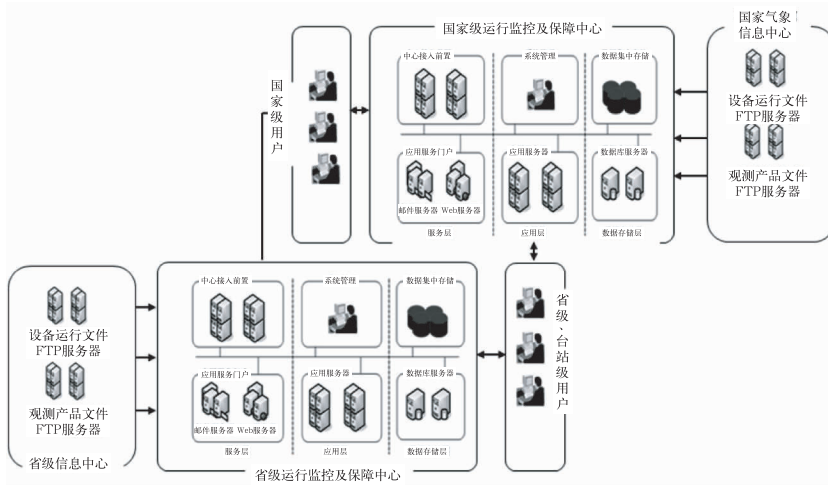 国家级运行监控及保障中心
国家气象
信息中心
国家级用户
中心接入前置
系统管理
数据集中存储
设备运行文件
FTP服务器
应用服务门户
应用服务器
数据库服务器
观测产品文件
FTP服务器
邮件服务器 Web服务器
服务层
应用层
数据存储层
中心接入前置
系统管理
数据集中存储
省级、台站级用户
设备运行文件
FTP服务器
应用服务门户
应用服务器
数据库服务器
观测产品文件
FTP服务器
邮件服务器 Web服务器
服务层
应用层
数据存储层
省级信息中心
省级运行监控及保障中心